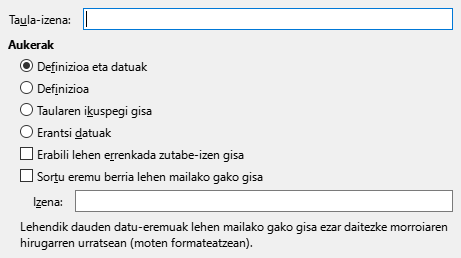 Taula-izena:
Aukerak
Definizioa eta datuak
Definizioa
Taularen ikuspegi gisa
Erantsi datuak
Erabili lehen errenkada zutabe-izen gisa
Sortu eremu berria lehen mailako gako gisa
Izena:
Lehendik dauden datu-eremuak lehen mailako gako gisa ezar daitezke morroiaren
hirugarren urratsean (moten formateatzean).